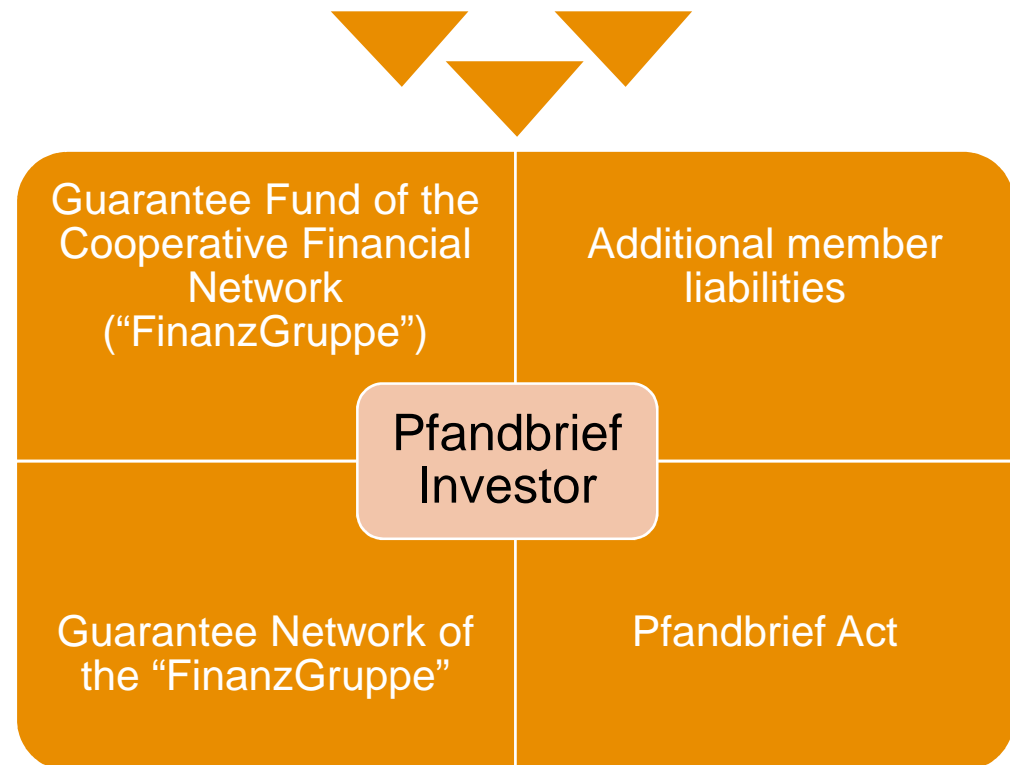 Guarantee Fund of the
Cooperative Financial
Network
(“FinanzGruppe”)
Additional member
liabilities
Pfandbrief
Investor
Guarantee Network of
the “FinanzGruppe”
Pfandbrief Act